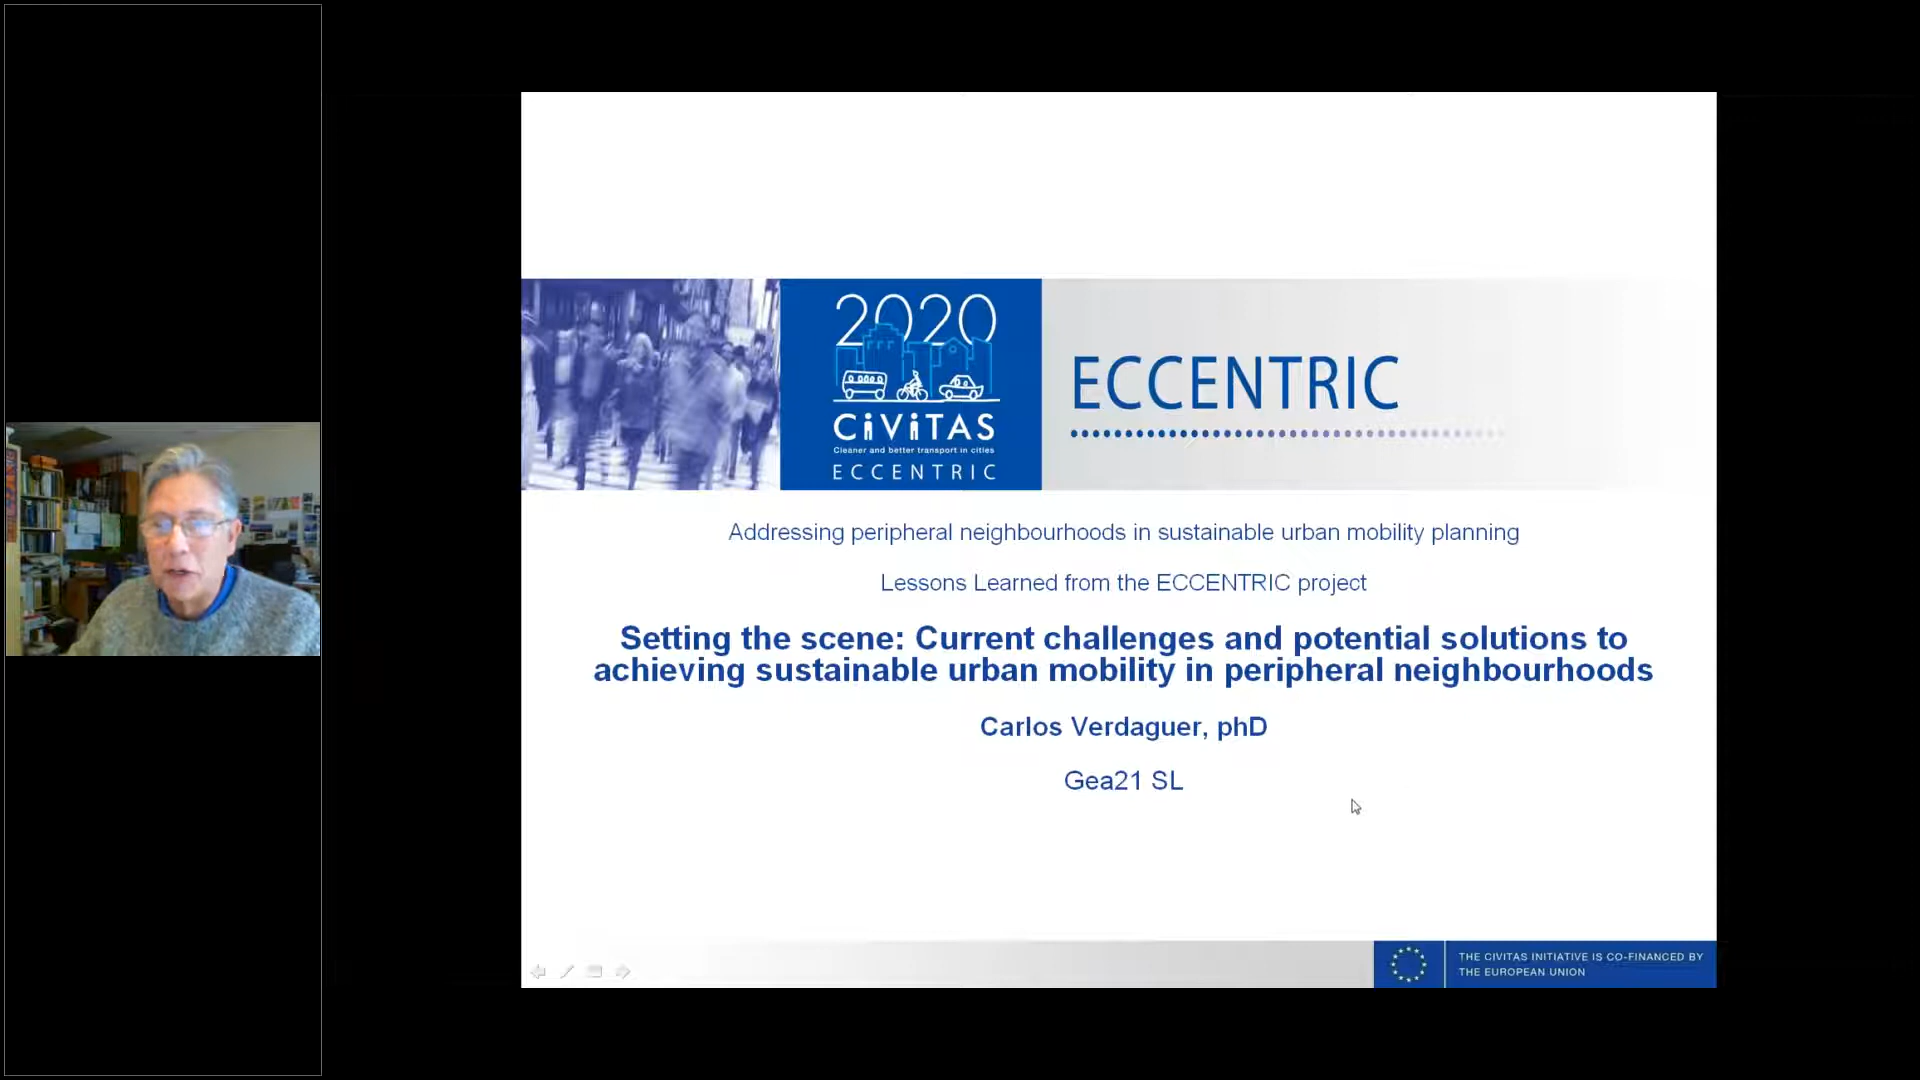 2020
CiViTAS
Cleaner and better transport in cities
ECCENTRIC
ECCENTRIC
Addressing peripheral neighbourhoods in sustainable urban mobility planning
Lessons Learned from the ECCENTRIC project
Setting the scene: Current challenges and potential solutions to
achieving sustainable urban mobility in peripheral neighbourhoods
Carlos Verdaguer, phD
Gea21 SL
THE CIVITAS INITIATIVE IS CO-FINANCED BY
THE EUROPEAN UNION